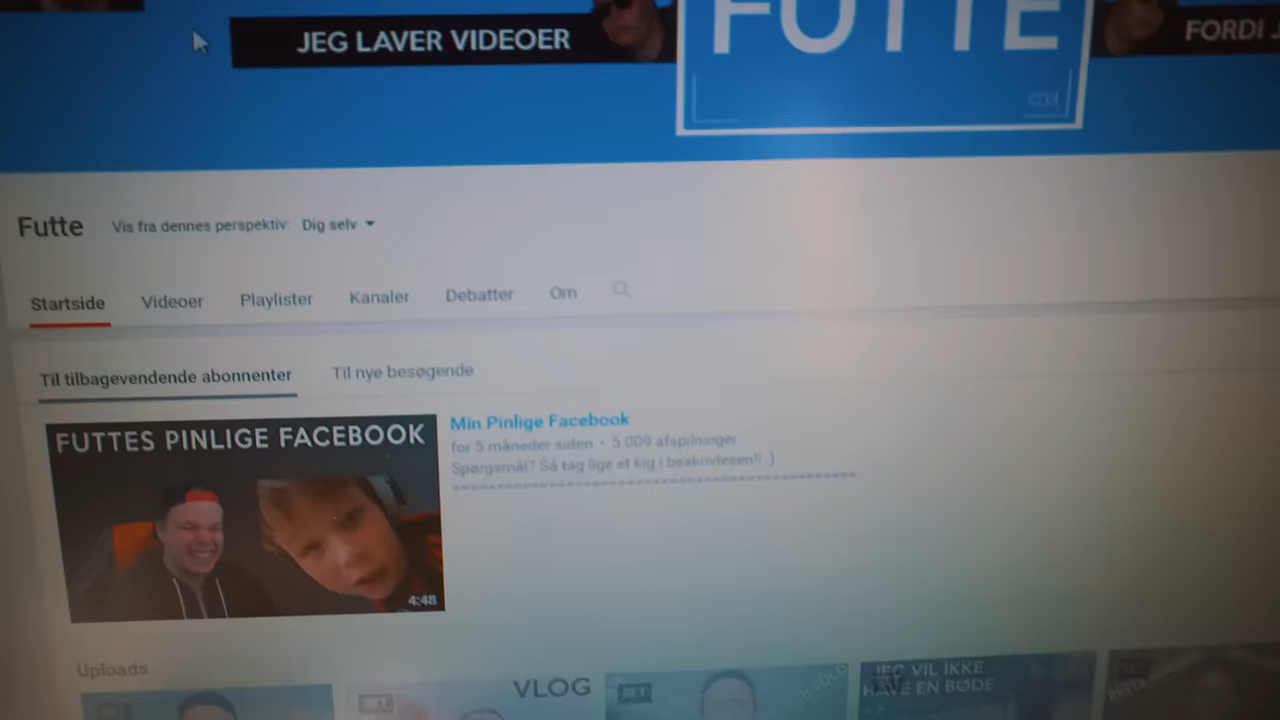 JEG LAVER VIDEOER
FUTTE
FORDI J
Futte
Vis fra dennes perspektiv:
Dig selv
Startside
Videoer
Playlister
Kanaler
Debatter
Om
Til tilbagevendende abonnenter
Til nye besøgende
FUTTES PINLIGE FACEBOOK
4:48
Min Pinlige Facebook
for 5 måneder siden • 5.009 afspilninger
Spørgsmål? Så tag lige et kig i beskrivlesen!! :)
Uploads
VLOG
JEG VIL IKKE
HAVE EN BØDE